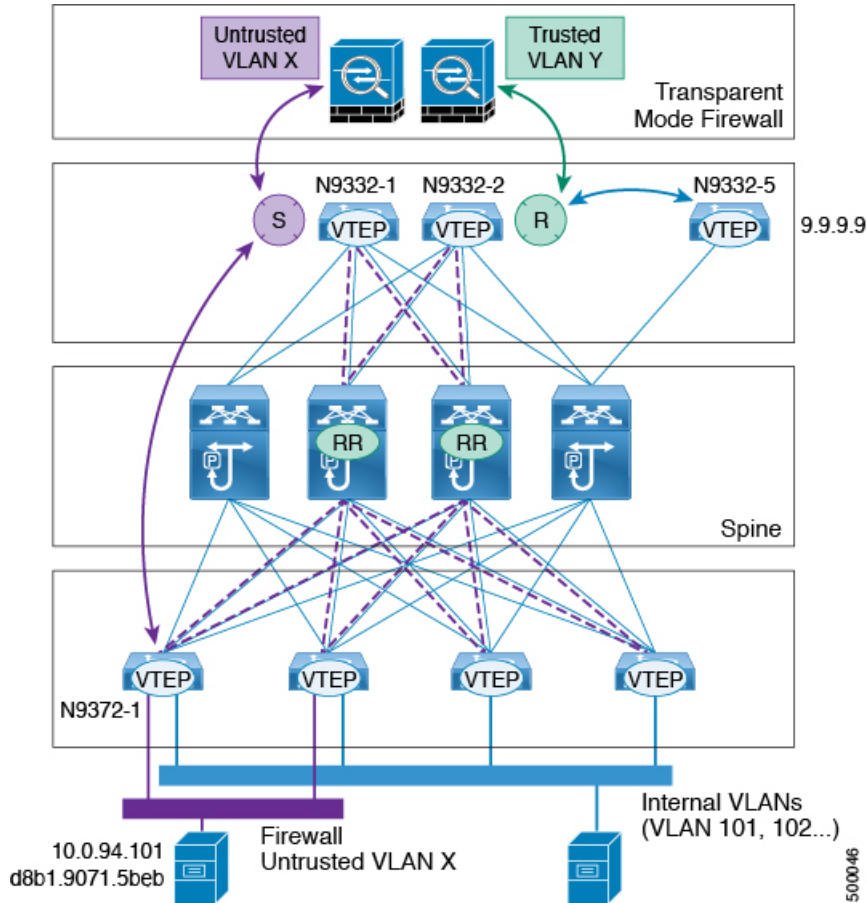 Untrusted
VLAN X
Trusted
VLAN Y
Transparent
Mode Firewall
N9332-1
N9332-2
N9332-5
S
VTEP
VTEP
R
VTEP
9.9.9.9
RR
RR
P
P
P
P
Spine
VTEP
VTEP
VTEP
VTEP
N9372-1
Internal VLANs
(VLAN 101, 102...)
10.0.94.101
d8b1.9071.5beb
Firewall
Untrusted VLAN X
500046